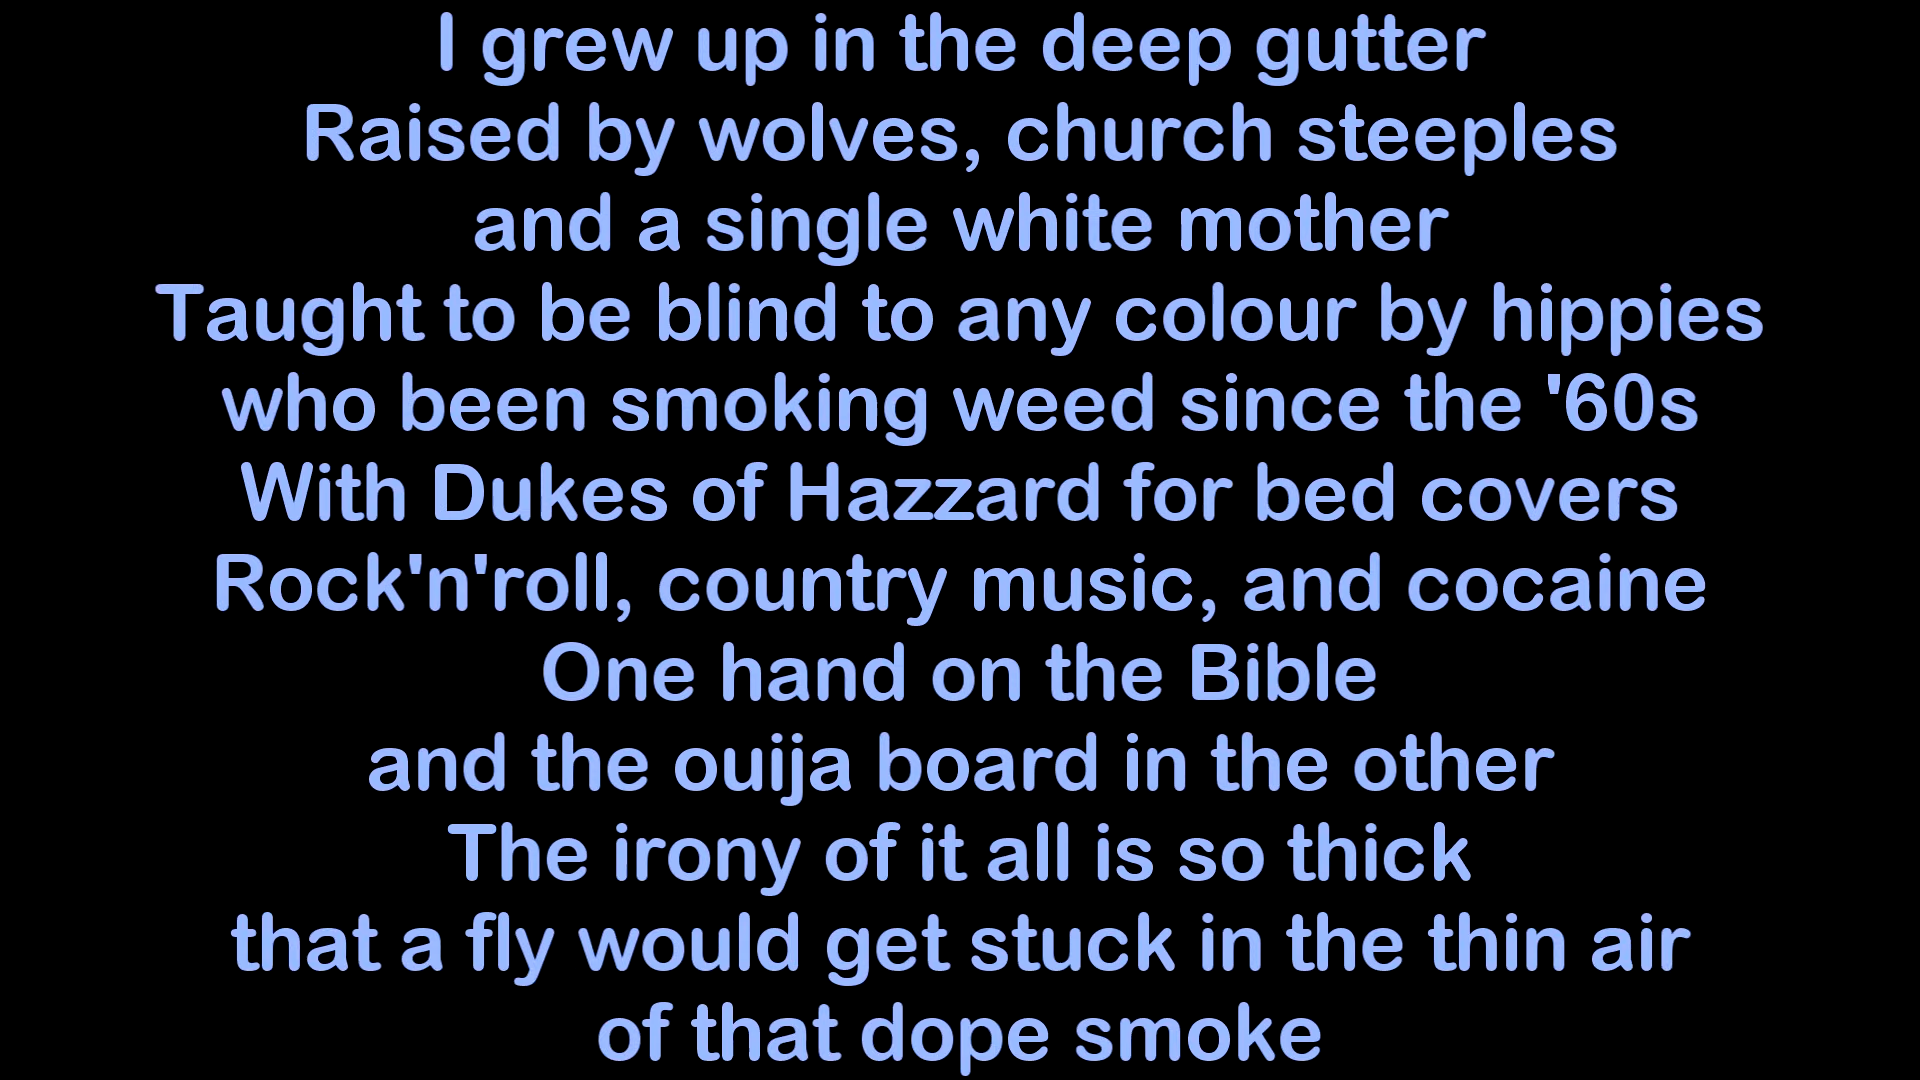 I grew up in the deep gutter
Raised by wolves, church steeples
and a single white mother
Taught to be blind to any colour by hippies
who been smoking weed since the '60s
With Dukes of Hazzard for bed covers
Rock'n'roll, country music, and cocaine
One hand on the Bible
and the ouija board in the other
The irony of it all is so thick
that a fly would get stuck in the thin air
of that dope smoke